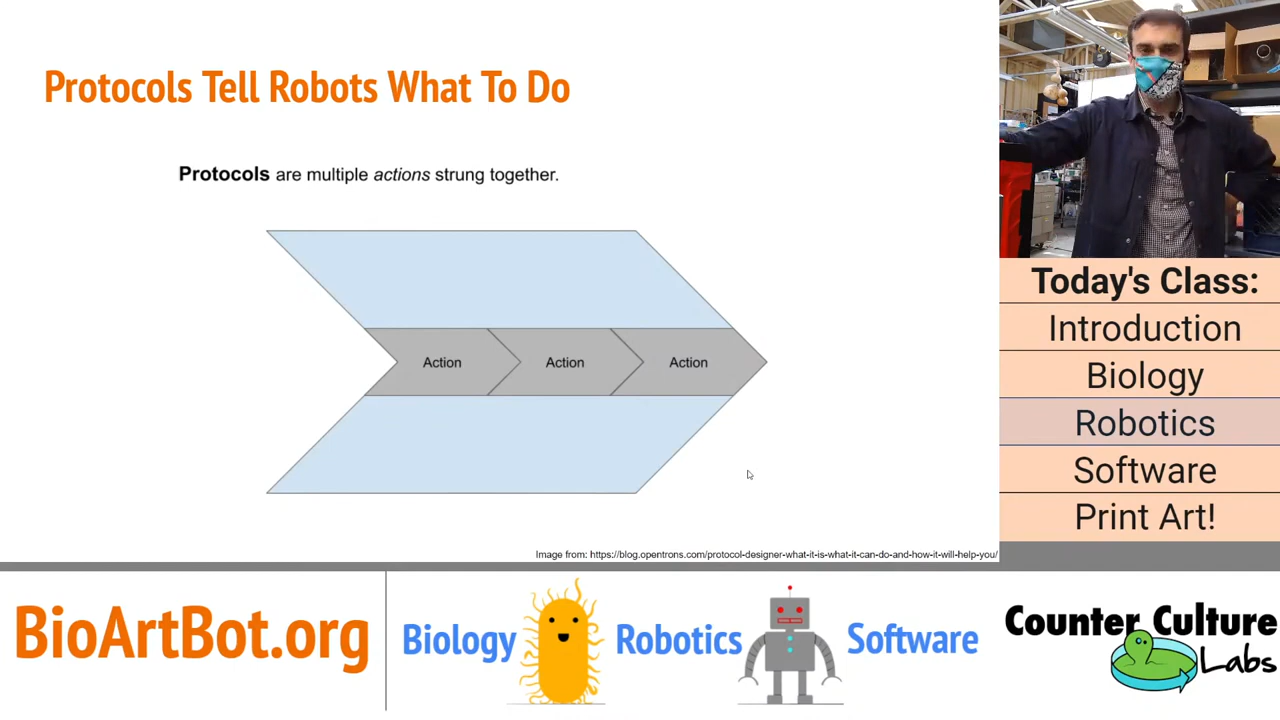 Protocols Tell Robots What To Do
Protocols are multiple actions strung together.
Action
Action
Action
Image from: https://blog.opentrons.com/protocol-designer-what-it-is-what-it-can-do-and-how-it-will-help-you/
Today's Class:
Introduction
Biology
Robotics
Software
Print Art!
BioArtBot.org
Biology
Robotics
Software
Counter Culture
Labs